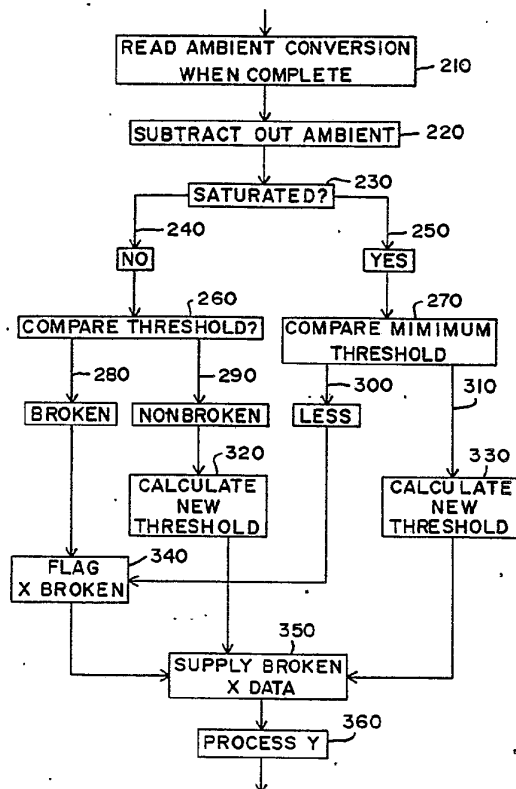 READ AMBIENT CONVERSION
WHEN COMPLETE
210
SUBTRACT OUT AMBIENT
220
230
SATURATED?
240
250
NO
YES
260
270
COMPARE THRESHOLD?
COMPARE MIMIMUM
THRESHOLD
280
290
300
310
BROKEN
NONBROKEN
LESS
320
330
CALCULATE
NEW
THRESHOLD
CALCULATE
NEW
THRESHOLD
340
FLAG
X BROKEN
350
SUPPLY BROKEN
X DATA
360
PROCESS Y